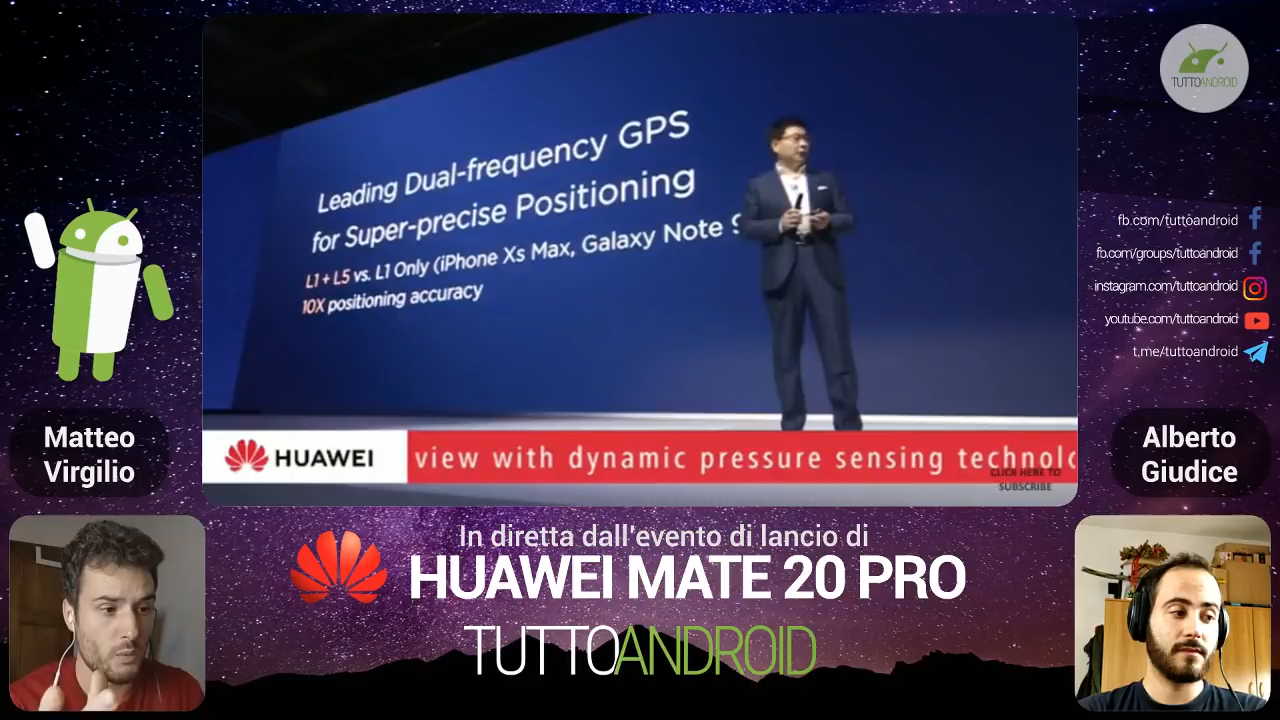 TUTTOANDROID
Leading Dual-frequency GPS
for Super-precise Positioning
L1 + L5 vs. L1 Only (iPhone Xs Max, Galaxy Note 9
10X positioning accuracy
fb.com/tuttoandroid
fb.com/groups/tuttoandroid
instagram.com/tuttoandroid
youtube.com/tuttoandroid
t.me/tuttoandroid
Matteo
Virgilio
Alberto
Giudice
HUAWEI
view with dynamic pressure sensing technolo
CLICK HERE TO
SUBSCRIBE
In diretta dall'evento di lancio di
HUAWEI MATE 20 PRO
TUTTOANDROID